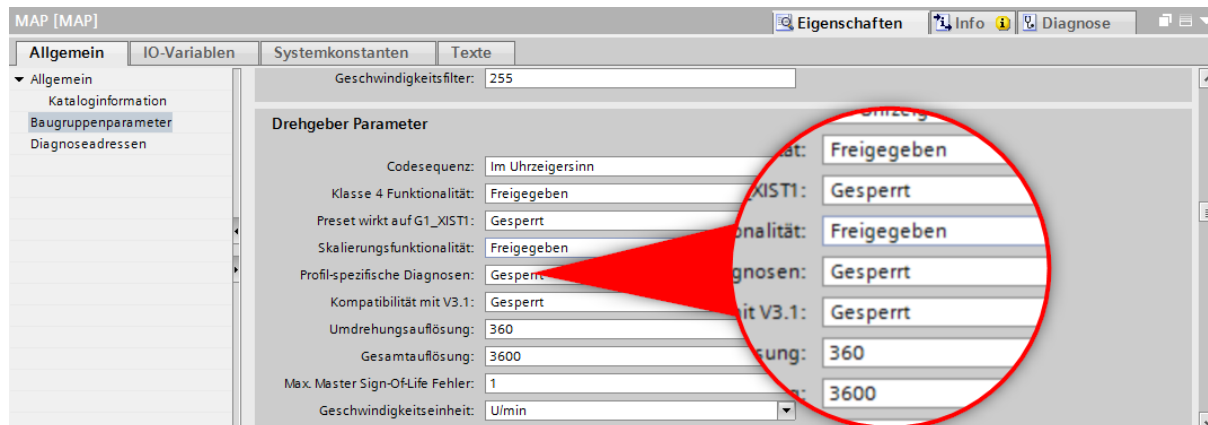 MAP [MAP]
Eigenschaften Info Diagnose
Allgemein IO-Variablen Systemkonstanten Texte
Allgemein
Kataloginformation
Baugruppenparameter
Diagnoseadressen
Geschwindigkeitsfilter: 255
Drehgeber Parameter
Codesequenz: Im Uhrzeigersinn
Klasse 4 Funktionalität: Freigegeben
Preset wirkt auf G1_XIST1: Gesperrt
Skalierungsfunktionalität: Freigegeben
Profil-spezifische Diagnosen: Gesperrt
Kompatibilität mit V3.1: Gesperrt
Umdrehungsauflösung: 360
Gesamtauflösung: 3600
Max. Master Sign-Of-Life Fehler: 1
Geschwindigkeitseinheit: U/min
tät: Freigegeben
_XIST1: Gesperrt
onalität: Freigegeben
gnosen: Gesperrt
it V3.1: Gesperrt
sung: 360
3600